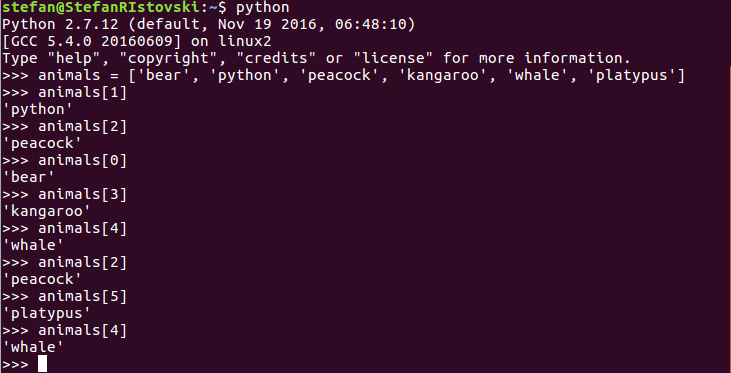 stefan@StefanRIstovski:~$ python
Python 2.7.12 (default, Nov 19 2016, 06:48:10)
[GCC 5.4.0 20160609] on linux2
Type "help", "copyright", "credits" or "license" for more information.
>>> animals = ['bear', 'python', 'peacock', 'kangaroo', 'whale', 'platypus']
>>> animals[1]
'python'
>>> animals[2]
'peacock'
>>> animals[0]
'bear'
>>> animals[3]
'kangaroo'
>>> animals[4]
'whale'
>>> animals[2]
'peacock'
>>> animals[5]
'platypus'
>>> animals[4]
'whale'
>>>